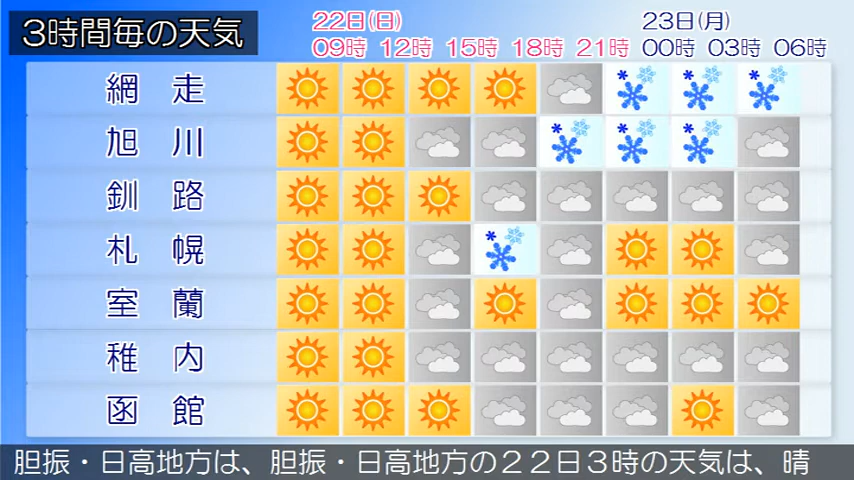 3時間毎の天気
22日(日) 23日(月)
09時 12時 15時 18時 21時 00時 03時 06時
網走
旭川
釧路
札幌
室蘭
稚内
函館
胆振・日高地方は、胆振・日高地方の22日3時の天気は、晴